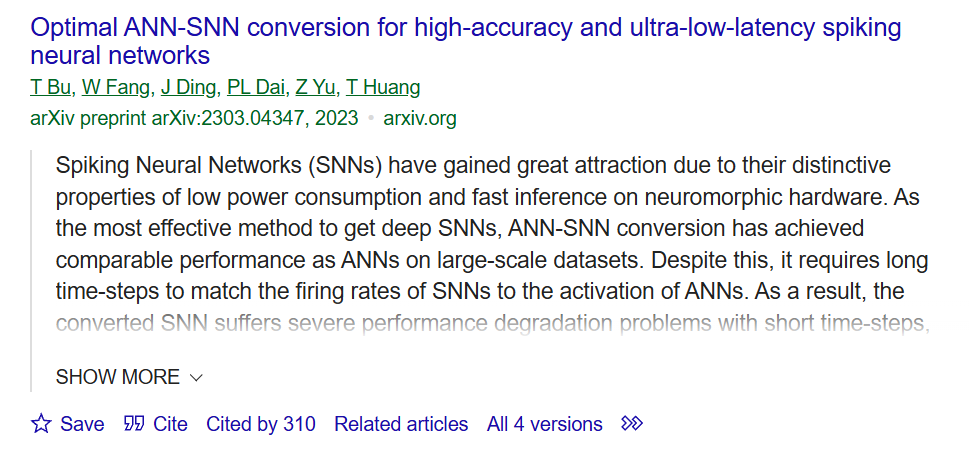 Optimal ANN-SNN conversion for high-accuracy and ultra-low-latency spiking
neural networks
T Bu, W Fang, J Ding, PL Dai, Z Yu, T Huang
arXiv preprint arXiv:2303.04347, 2023 • arxiv.org
Spiking Neural Networks (SNNs) have gained great attraction due to their distinctive
properties of low power consumption and fast inference on neuromorphic hardware. As
the most effective method to get deep SNNs, ANN-SNN conversion has achieved
comparable performance as ANNs on large-scale datasets. Despite this, it requires long
time-steps to match the firing rates of SNNs to the activation of ANNs. As a result, the
converted SNN suffers severe performance degradation problems with short time-steps,
SHOW MORE
Save Cite Cited by 310 Related articles All 4 versions